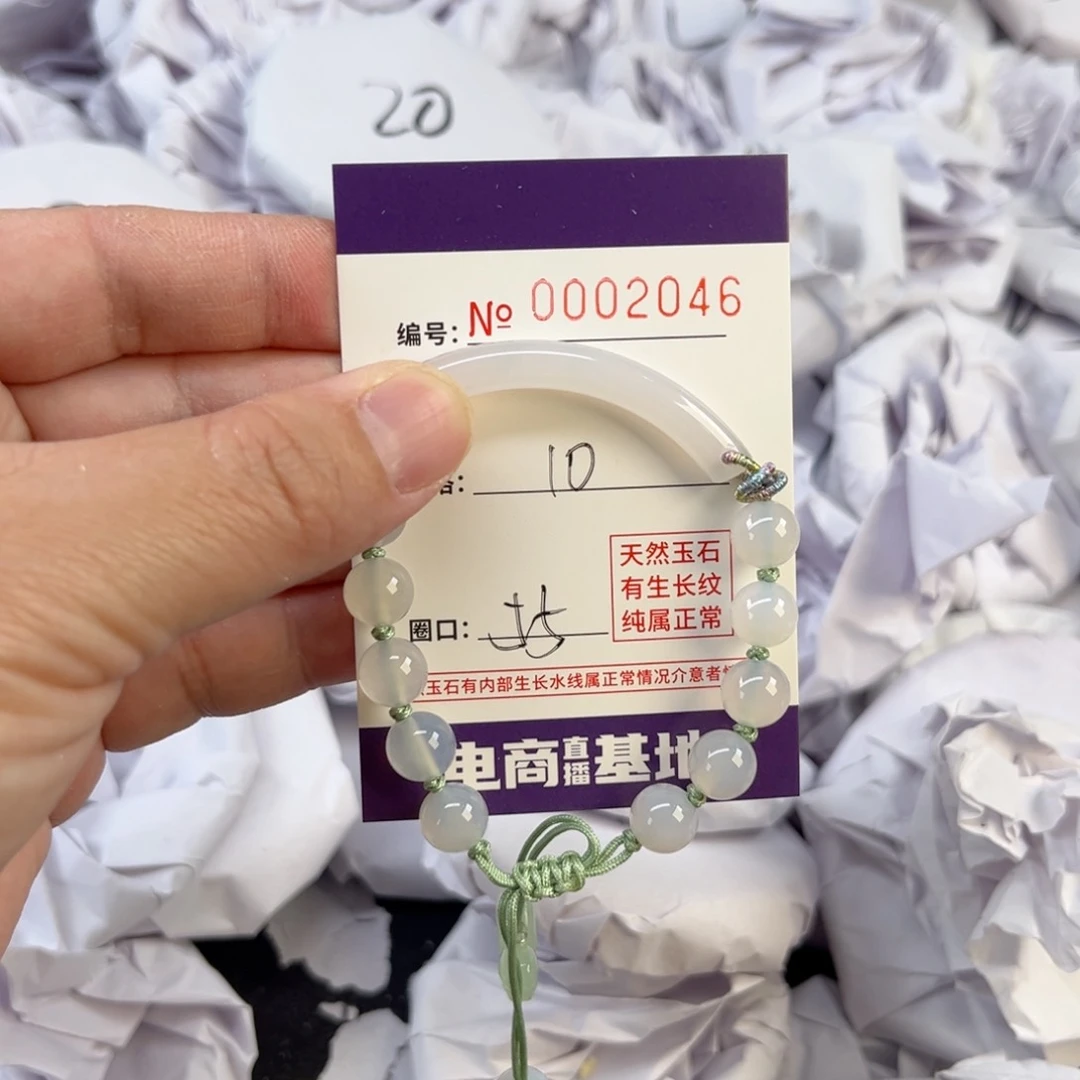 20
编号: № 0002046
格: 10
天然玉石
有生长纹
纯属正常
圈口:
玉石有内部生长水线属正常情况介意者
电商直播基地